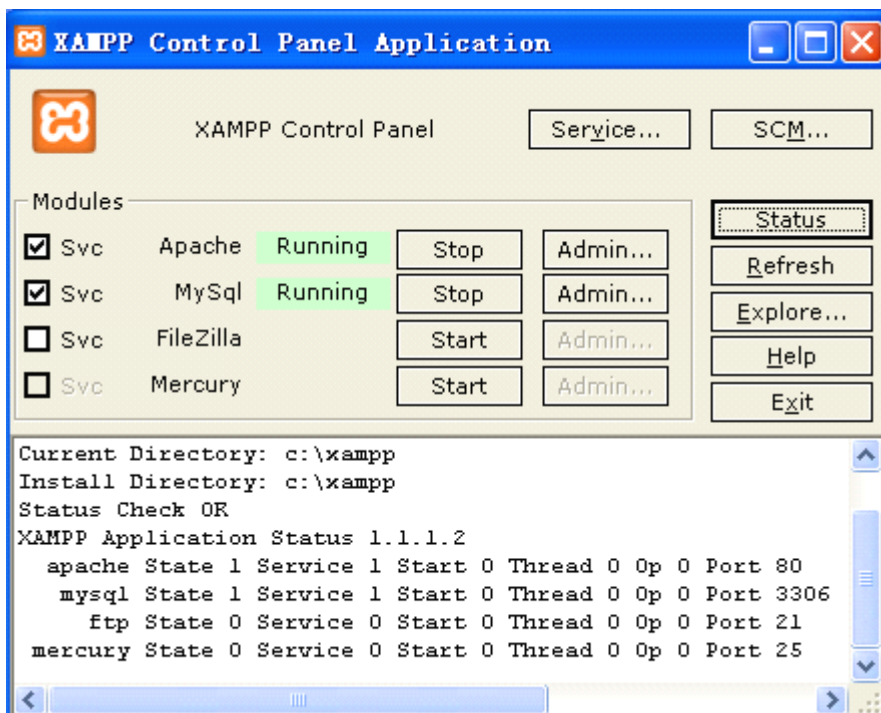 XAMPP Control Panel Application
XAMPP Control Panel
Service...
SCM...
Modules
Svc Apache Running Stop Admin...
Svc MySql Running Stop Admin...
Svc FileZilla Start Admin...
Svc Mercury Start Admin...
Status
Refresh
Explore...
Help
Exit
Current Directory: c:\xampp
Install Directory: c:\xampp
Status Check OK
XAMPP Application Status 1.1.1.2
apache State 1 Service 1 Start 0 Thread 0 Op 0 Port 80
mysql State 1 Service 1 Start 0 Thread 0 Op 0 Port 3306
ftp State 0 Service 0 Start 0 Thread 0 Op 0 Port 21
mercury State 0 Service 0 Start 0 Thread 0 Op 0 Port 25